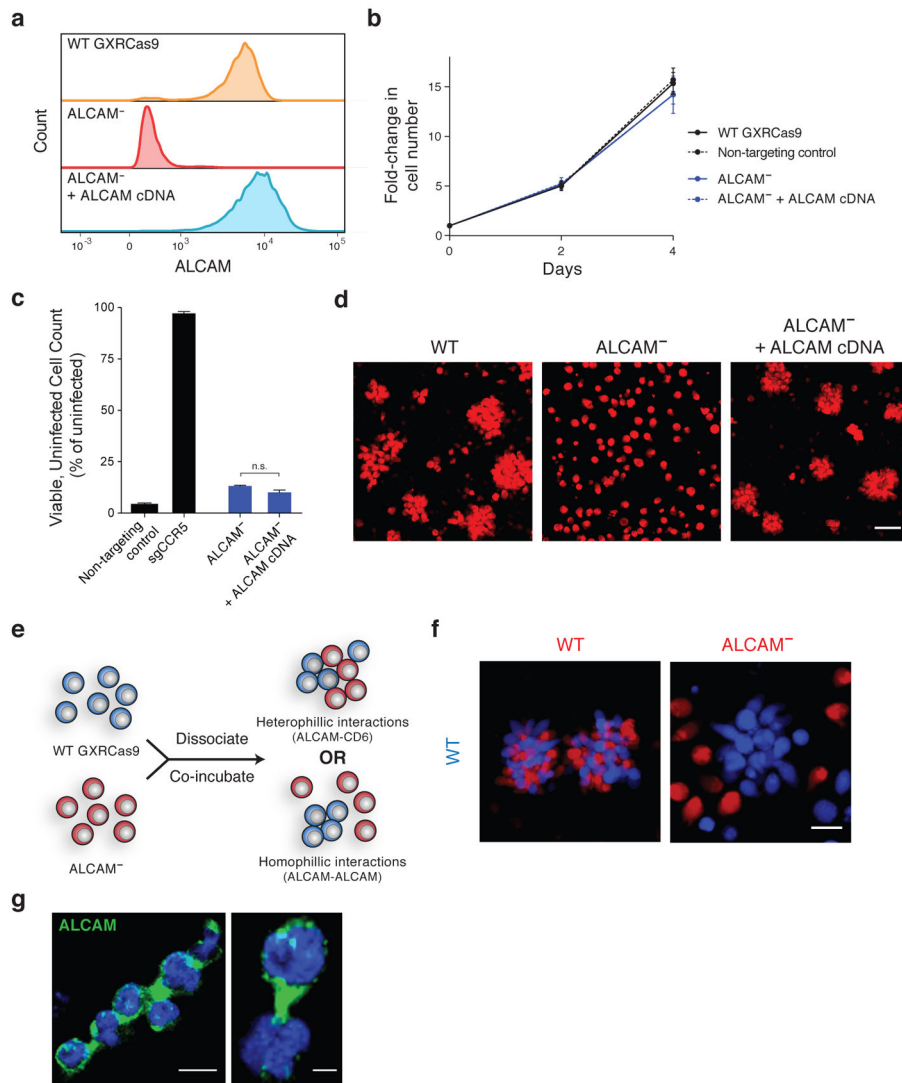 a
WT GXRCas9
ALCAM⁻
ALCAM⁻
+ ALCAM cDNA
Count
10⁻³
0
10³
10⁴
10⁵
ALCAM
b
Fold-change in
cell number
15
10
5
0
0
2
4
Days
WT GXRCas9
Non-targeting control
ALCAM⁻
ALCAM⁻ + ALCAM cDNA
c
Viable, Uninfected Cell Count
(% of uninfected)
100
75
50
25
0
n.s.
Non-targeting
control
sgCCR5
ALCAM⁻
ALCAM⁻
+ ALCAM cDNA
d
WT
ALCAM⁻
ALCAM⁻
+ ALCAM cDNA
e
WT GXRCas9
ALCAM⁻
Dissociate
Co-incubate
Heterophillic interactions
(ALCAM-CD6)
OR
Homophillic interactions
(ALCAM-ALCAM)
f
WT
ALCAM⁻
WT
g
ALCAM